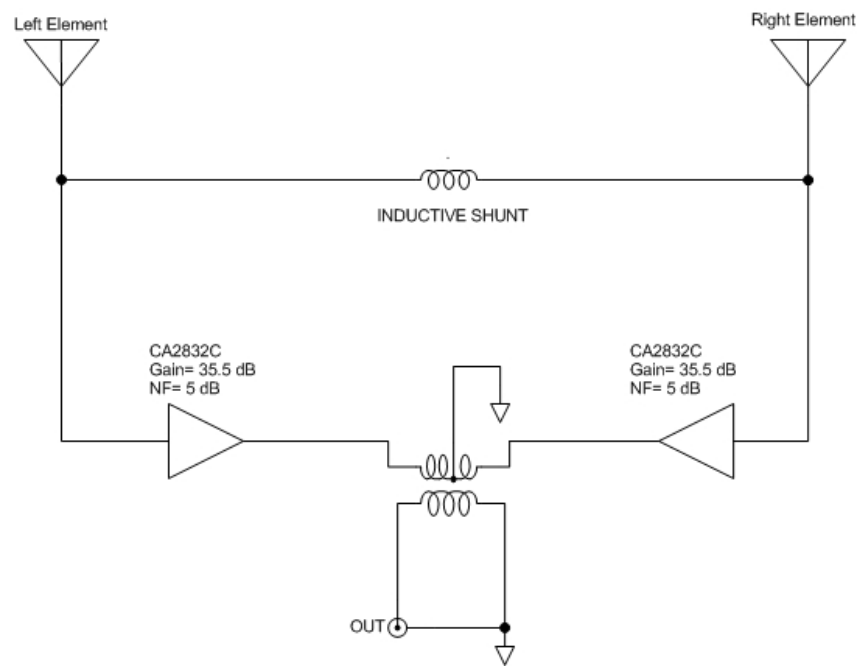 Left Element
Right Element
INDUCTIVE SHUNT
CA2832C
Gain= 35.5 dB
NF= 5 dB
CA2832C
Gain= 35.5 dB
NF= 5 dB
OUT